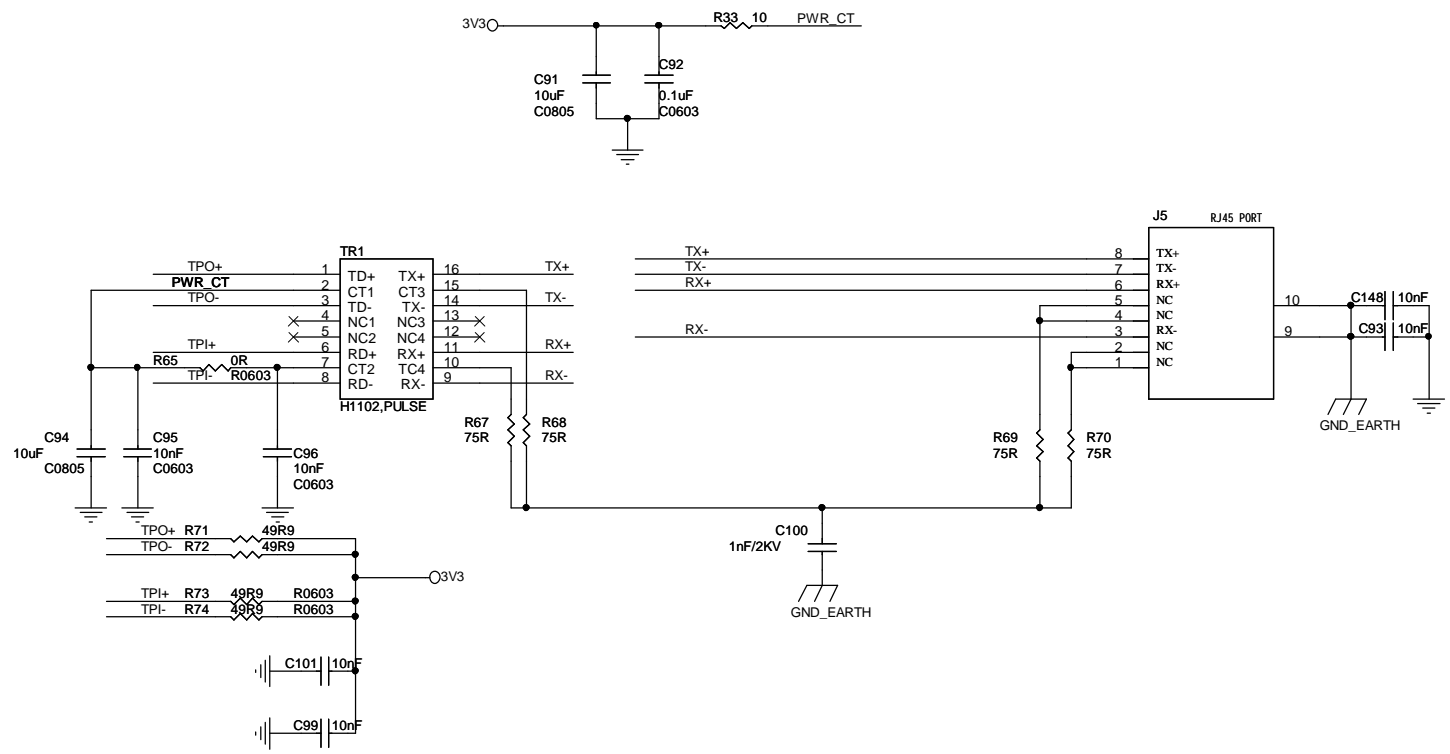 3V3 R33 10 PWR_CT
C91
10uF
C0805
C92
0.1uF
C0603
TR1
TPO+ 1 TD+ TX+ 16 TX+
PWR_CT 2 CT1 CT3 15
TPO- 3 TD- TX- 14 TX-
4 NC1 NC3 13
5 NC2 NC4 12
TPI+ 6 RD+ RX+ 11 RX+
R65 0R 7 CT2 TC4 10
TPI- R0603 8 RD- RX- 9 RX-
H1102,PULSE
J5 RJ45 PORT
TX+ 8 TX+
TX- 7 TX-
RX+ 6 RX+
5 NC
4 NC
RX- 3 RX-
2 NC
1 NC
10 C148 10nF
9 C93 10nF
GND_EARTH
C94
10uF
C0805
C95
10nF
C0603
C96
10nF
C0603
R67
75R
R68
75R
R69
75R
R70
75R
C100
1nF/2KV
GND_EARTH
TPO+ R71 49R9
TPO- R72 49R9
3V3
TPI+ R73 49R9 R0603
TPI- R74 49R9 R0603
C101 10nF
C99 10nF